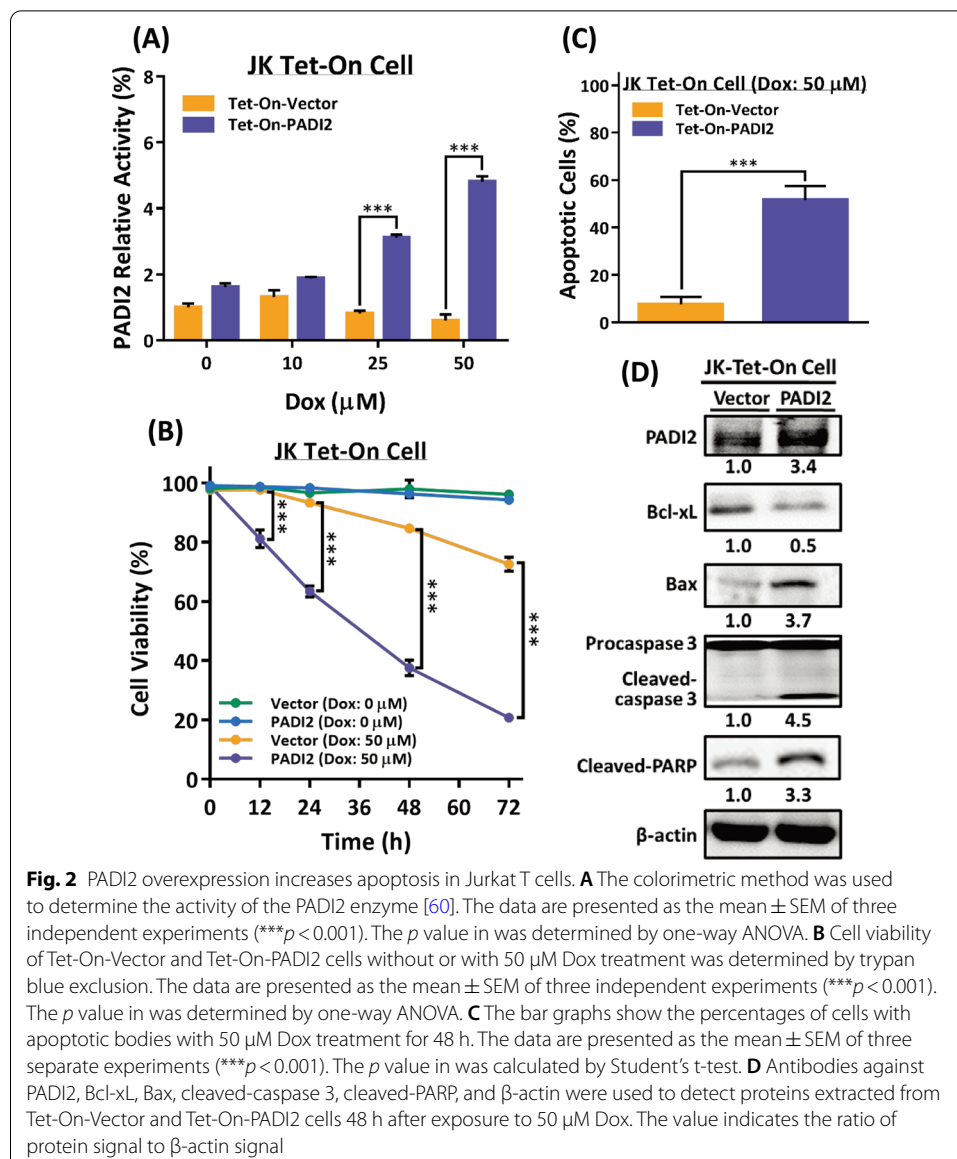 (A)
JK Tet-On Cell
Tet-On-Vector
Tet-On-PADI2
PADI2 Relative Activity (%)
8
6
4
2
0
***
***
0 10 25 50
Dox (μM)
(B)
JK Tet-On Cell
Cell Viability (%)
100
80
60
40
20
0
***
***
***
***
Vector (Dox: 0 μM)
PADI2 (Dox: 0 μM)
Vector (Dox: 50 μM)
PADI2 (Dox: 50 μM)
0 12 24 36 48 60 72
Time (h)
(C)
JK Tet-On Cell (Dox: 50 μM)
Tet-On-Vector
Tet-On-PADI2
Apoptotic Cells (%)
100
80
60
40
20
0
***
(D)
JK-Tet-On Cell
Vector PADI2
PADI2
1.0 3.4
Bcl-xL
1.0 0.5
Bax
1.0 3.7
Procaspase 3
Cleaved-
caspase 3
1.0 4.5
Cleaved-PARP
1.0 3.3
β-actin
Fig. 2 PADI2 overexpression increases apoptosis in Jurkat T cells. A The colorimetric method was used
to determine the activity of the PADI2 enzyme [60]. The data are presented as the mean ± SEM of three
independent experiments (***p < 0.001). The p value in was determined by one-way ANOVA. B Cell viability
of Tet-On-Vector and Tet-On-PADI2 cells without or with 50 μM Dox treatment was determined by trypan
blue exclusion. The data are presented as the mean ± SEM of three independent experiments (***p < 0.001).
The p value in was determined by one-way ANOVA. C The bar graphs show the percentages of cells with
apoptotic bodies with 50 μM Dox treatment for 48 h. The data are presented as the mean ± SEM of three
separate experiments (***p < 0.001). The p value in was calculated by Student's t-test. D Antibodies against
PADI2, Bcl-xL, Bax, cleaved-caspase 3, cleaved-PARP, and β-actin were used to detect proteins extracted from
Tet-On-Vector and Tet-On-PADI2 cells 48 h after exposure to 50 μM Dox. The value indicates the ratio of
protein signal to β-actin signal